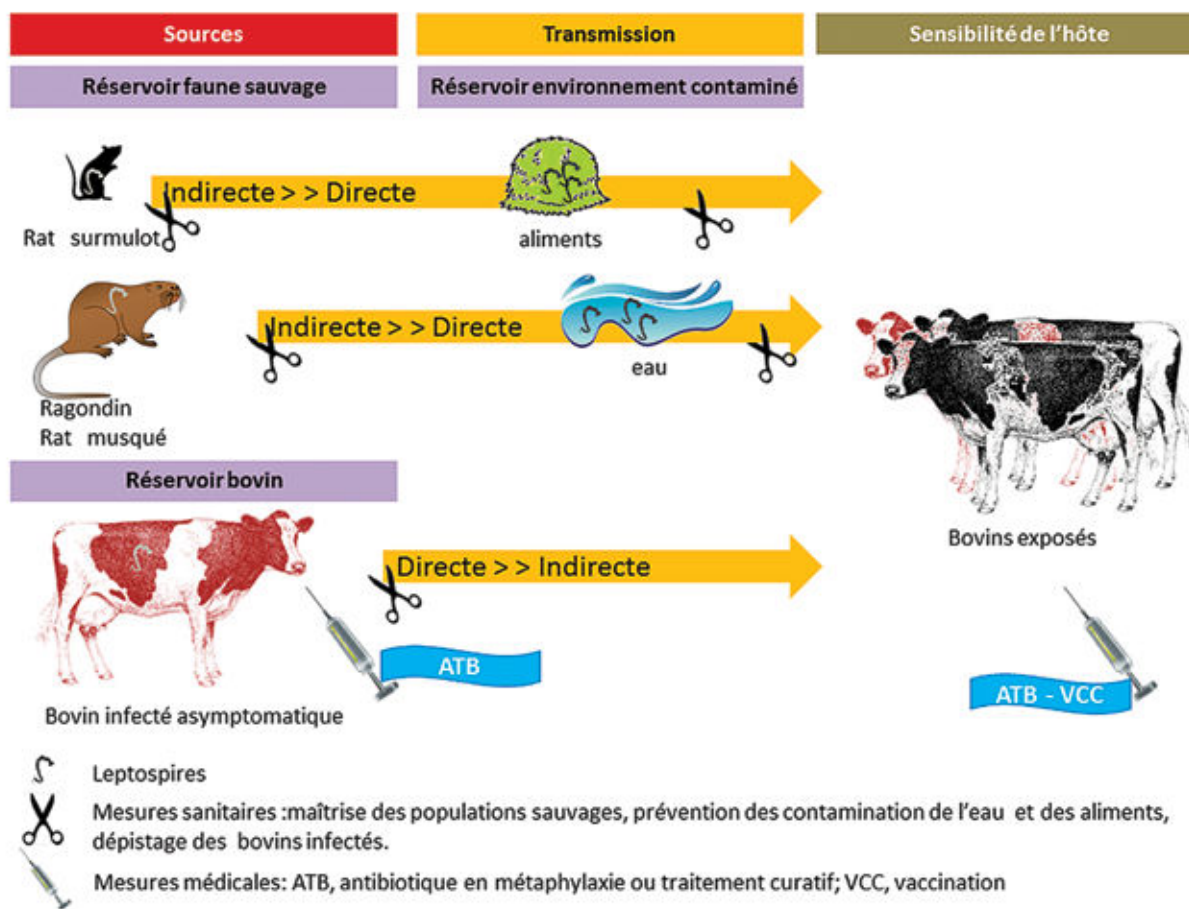 Sources
Transmission
Sensibilité de l'hôte
Réservoir faune sauvage
Réservoir environnement contaminé
Indirecte > > Directe
Rat surmulot
aliments
Indirecte > > Directe
eau
Ragondin
Rat musqué
Réservoir bovin
Bovins exposés
Directe > > Indirecte
ATB
ATB - VCC
Bovin infecté asymptomatique
Leptospires
Mesures sanitaires :maîtrise des populations sauvages, prévention des contamination de l'eau et des aliments,
dépistage des bovins infectés.
Mesures médicales: ATB, antibiotique en métaphylaxie ou traitement curatif; VCC, vaccination